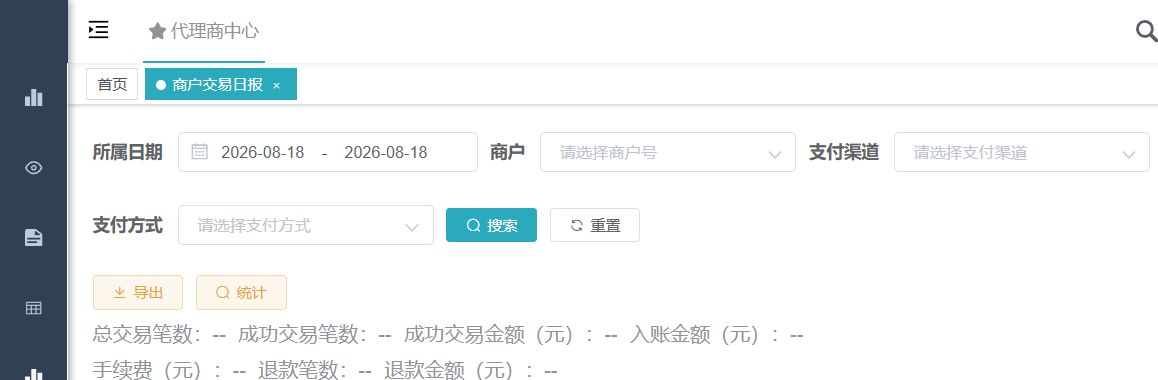 代理商中心
首页 商户交易日报 ×
所属日期 2026-08-18 - 2026-08-18 商户 请选择商户号 支付渠道 请选择支付渠道
支付方式 请选择支付方式 搜索 重置
导出 统计
总交易笔数：-- 成功交易笔数：-- 成功交易金额（元）：-- 入账金额（元）：--
手续费（元）：-- 退款笔数：-- 退款金额（元）：--